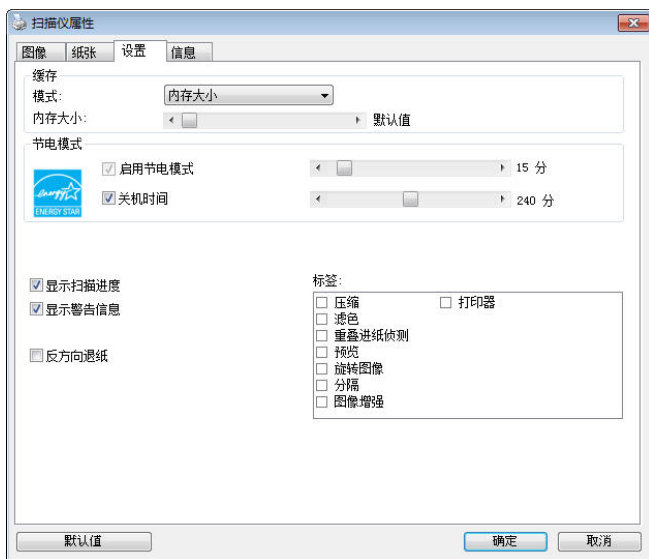 扫描仪属性
图像 纸张 设置 信息
缓存
模式: 内存大小
内存大小: 默认值
节电模式
启用节电模式 15 分
关机时间 240 分
energy
ENERGY STAR
显示扫描进度
显示警告信息
反方向退纸
标签:
压缩 打印器
滤色
重叠进纸侦测
预览
旋转图像
分隔
图像增强
默认值 确定 取消